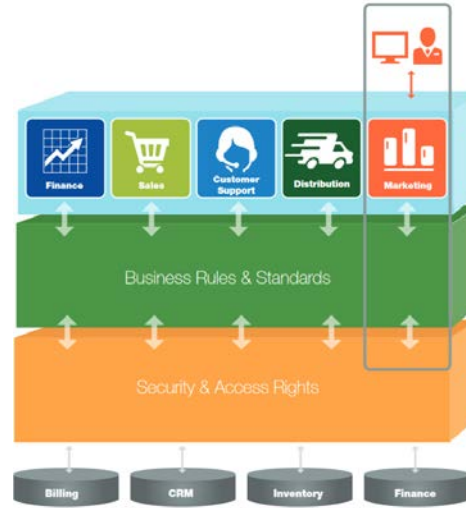 Finance
Sales
Customer
Support
Distribution
Marketing
Business Rules & Standards
Security & Access Rights
Billing
CRM
Inventory
Finance